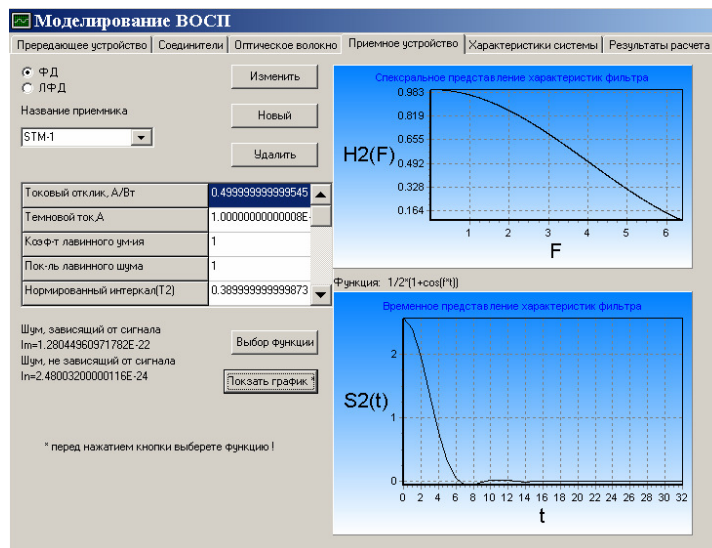 Моделирование ВОСП
Прередающее устройство Соединители Оптическое волокно Приемное устройство Характеристики системы Результаты расчета
ФД
ЛФД
Изменить
Название приемника
Новый
STM-1
Удалить
Токовый отклик, А/Вт 0.499999999999545
Темновой ток,А 1.00000000000008E-
Коэф-т лавинного ум-ия 1
Пок-ль лавинного шума 1
Нормированный интеркал(T2) 0.389999999999873
Шум, зависящий от сигнала
Im=1.28044960971782E-22
Шум, не зависящий от сигнала
In=2.48003200000116E-24
Выбор функции
Показать график *
* перед нажатием кнопки выберете функцию !
Спексральное представление характеристик фильтра
0.983
0.819
0.655
0.492
0.328
0.164
H2(F)
1 2 3 4 5 6
F
Функция: 1/2*(1+cos(f*t))
Временное представление характеристик фильтра
2
1
0
S2(t)
0 2 4 6 8 10 12 14 16 18 20 22 24 26 28 30 32
t